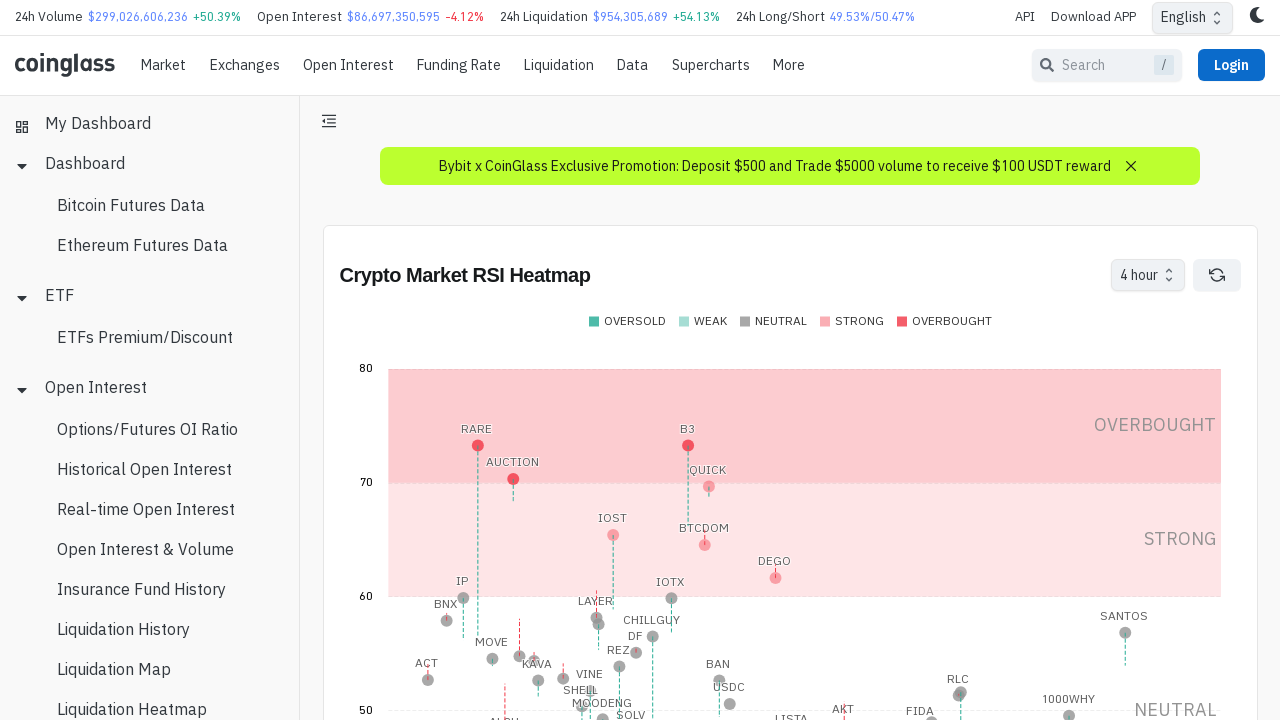 24h Volume $299,026,606,236 +50.39% Open Interest $86,697,350,595 -4.12% 24h Liquidation $954,305,689 +54.13% 24h Long/Short 49.53%/50.47% API Download APP English
coinglass Market Exchanges Open Interest Funding Rate Liquidation Data Supercharts More Search / Login
My Dashboard
Dashboard
Bitcoin Futures Data
Ethereum Futures Data
ETF
ETFs Premium/Discount
Open Interest
Options/Futures OI Ratio
Historical Open Interest
Real-time Open Interest
Open Interest & Volume
Insurance Fund History
Liquidation History
Liquidation Map
Liquidation Heatmap
Bybit x CoinGlass Exclusive Promotion: Deposit $500 and Trade $5000 volume to receive $100 USDT reward
Crypto Market RSI Heatmap 4 hour
OVERSOLD WEAK NEUTRAL STRONG OVERBOUGHT
80
OVERBOUGHT
RARE B3
AUCTION QUICK
70
IOST
BTCDOM
STRONG
DEGO
IP IOTX
60
BNX LAYER
CHILLGUY SANTOS
MOVE DF
REZ
ACT KAVA BAN
VINE RLC
SHELL USDC
MOODENG 1000WHY
50 SOLV AKT FIDA NEUTRAL
LISTA